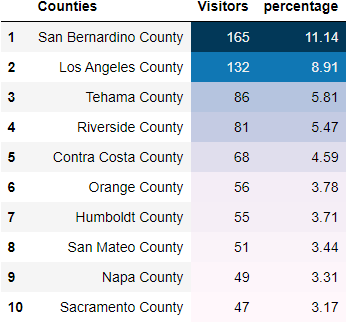 Counties Visitors percentage
1 San Bernardino County 165 11.14
2 Los Angeles County 132 8.91
3 Tehama County 86 5.81
4 Riverside County 81 5.47
5 Contra Costa County 68 4.59
6 Orange County 56 3.78
7 Humboldt County 55 3.71
8 San Mateo County 51 3.44
9 Napa County 49 3.31
10 Sacramento County 47 3.17